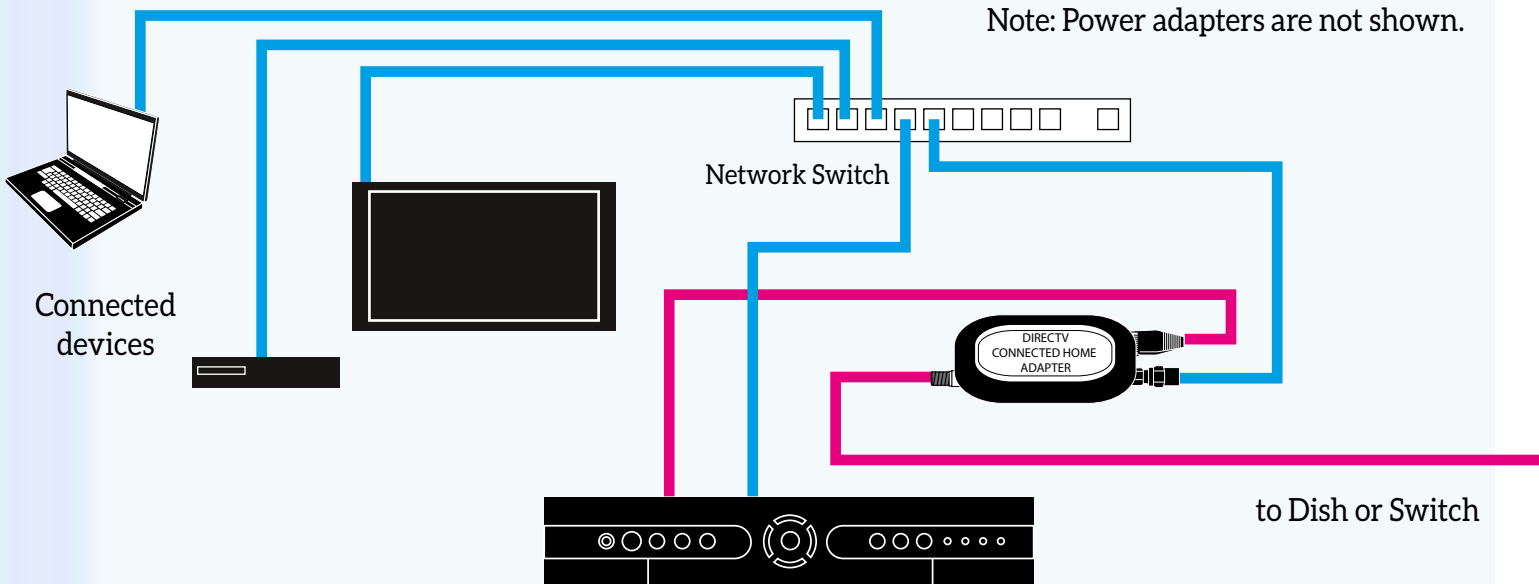 Note: Power adapters are not shown.
Network Switch
Connected
devices
DIRECTV
CONNECTED HOME
ADAPTER
to Dish or Switch